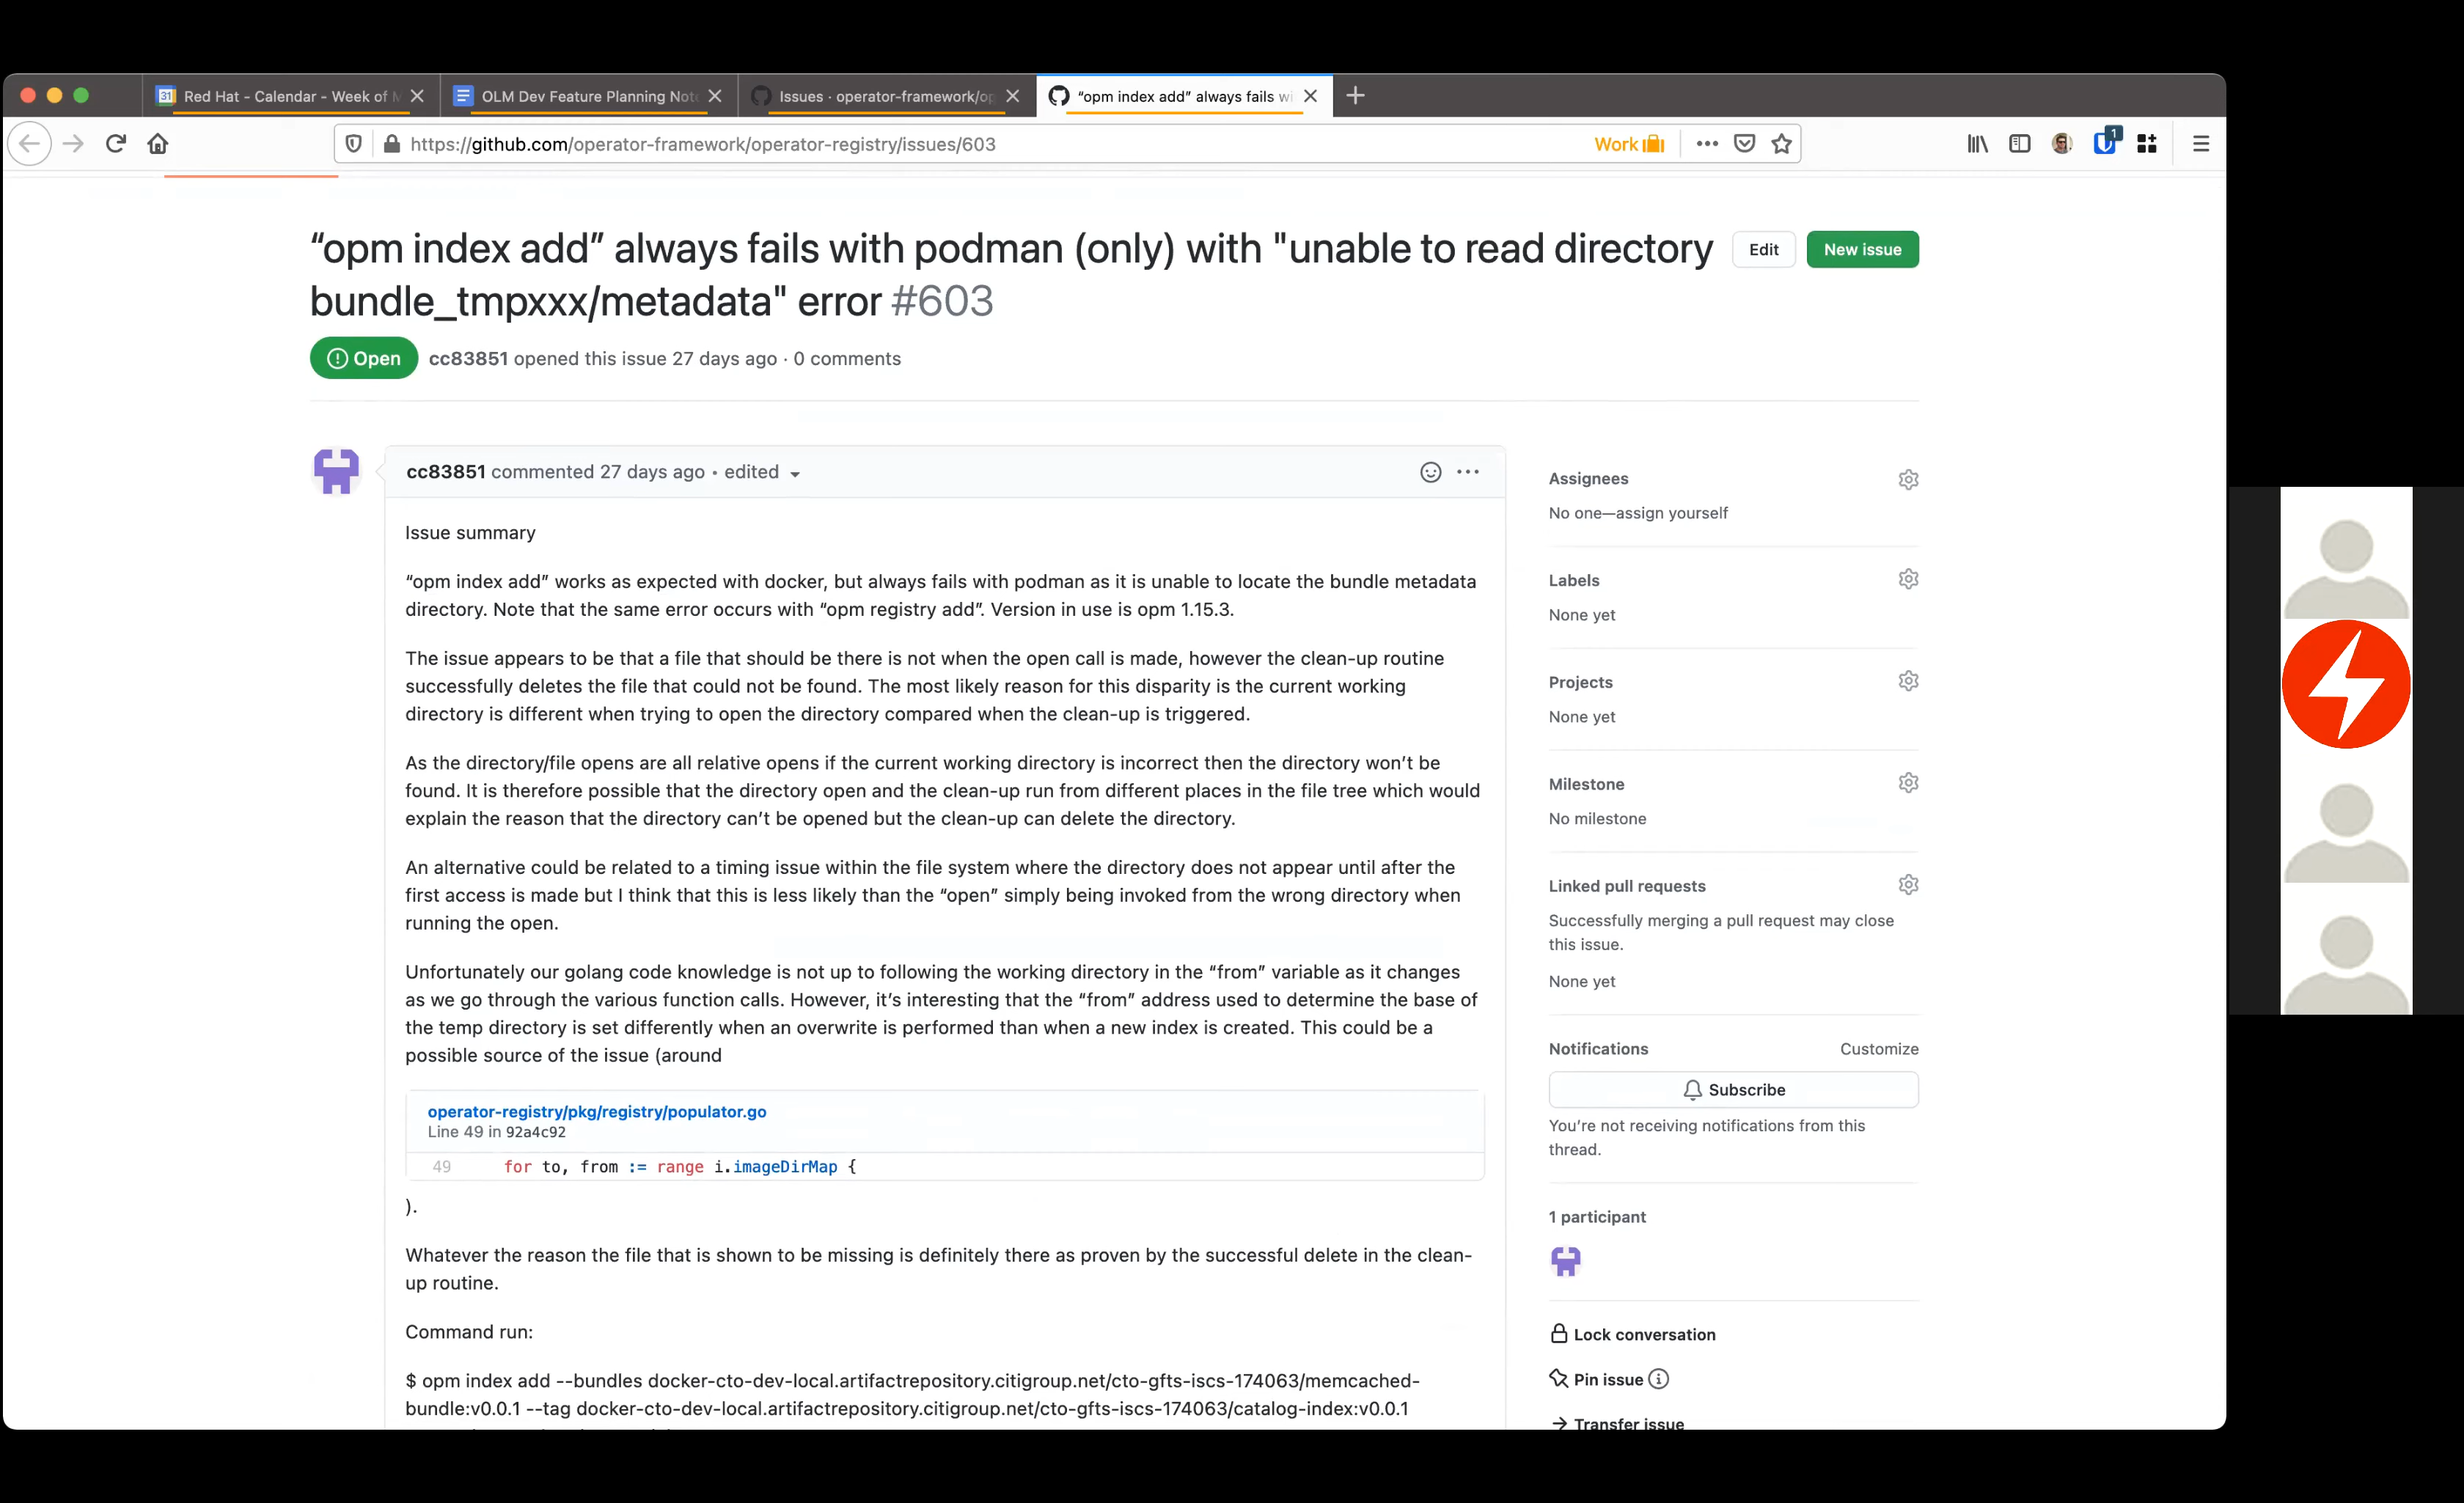 Red Hat - Calendar - Week of M
OLM Dev Feature Planning Note
Issues · operator-framework/op
“opm index add” always fails wi
https://github.com/operator-framework/operator-registry/issues/603
Work
1
“opm index add” always fails with podman (only) with "unable to read directory
bundle_tmpxxx/metadata" error #603
Edit
New issue
Open
cc83851 opened this issue 27 days ago · 0 comments
cc83851 commented 27 days ago • edited
Issue summary
“opm index add” works as expected with docker, but always fails with podman as it is unable to locate the bundle metadata
directory. Note that the same error occurs with “opm registry add”. Version in use is opm 1.15.3.
The issue appears to be that a file that should be there is not when the open call is made, however the clean-up routine
successfully deletes the file that could not be found. The most likely reason for this disparity is the current working
directory is different when trying to open the directory compared when the clean-up is triggered.
As the directory/file opens are all relative opens if the current working directory is incorrect then the directory won’t be
found. It is therefore possible that the directory open and the clean-up run from different places in the file tree which would
explain the reason that the directory can’t be opened but the clean-up can delete the directory.
An alternative could be related to a timing issue within the file system where the directory does not appear until after the
first access is made but I think that this is less likely than the “open” simply being invoked from the wrong directory when
running the open.
Unfortunately our golang code knowledge is not up to following the working directory in the “from” variable as it changes
as we go through the various function calls. However, it’s interesting that the “from” address used to determine the base of
the temp directory is set differently when an overwrite is performed than when a new index is created. This could be a
possible source of the issue (around
operator-registry/pkg/registry/populator.go
Line 49 in 92a4c92
49 for to, from := range i.imageDirMap {
).
Whatever the reason the file that is shown to be missing is definitely there as proven by the successful delete in the clean-
up routine.
Command run:
$ opm index add --bundles docker-cto-dev-local.artifactrepository.citigroup.net/cto-gfts-iscs-174063/memcached-
bundle:v0.0.1 --tag docker-cto-dev-local.artifactrepository.citigroup.net/cto-gfts-iscs-174063/catalog-index:v0.0.1
Assignees
No one—assign yourself
Labels
None yet
Projects
None yet
Milestone
No milestone
Linked pull requests
Successfully merging a pull request may close
this issue.
None yet
Notifications
Customize
Subscribe
You’re not receiving notifications from this
thread.
1 participant
Lock conversation
Pin issue
Transfer issue